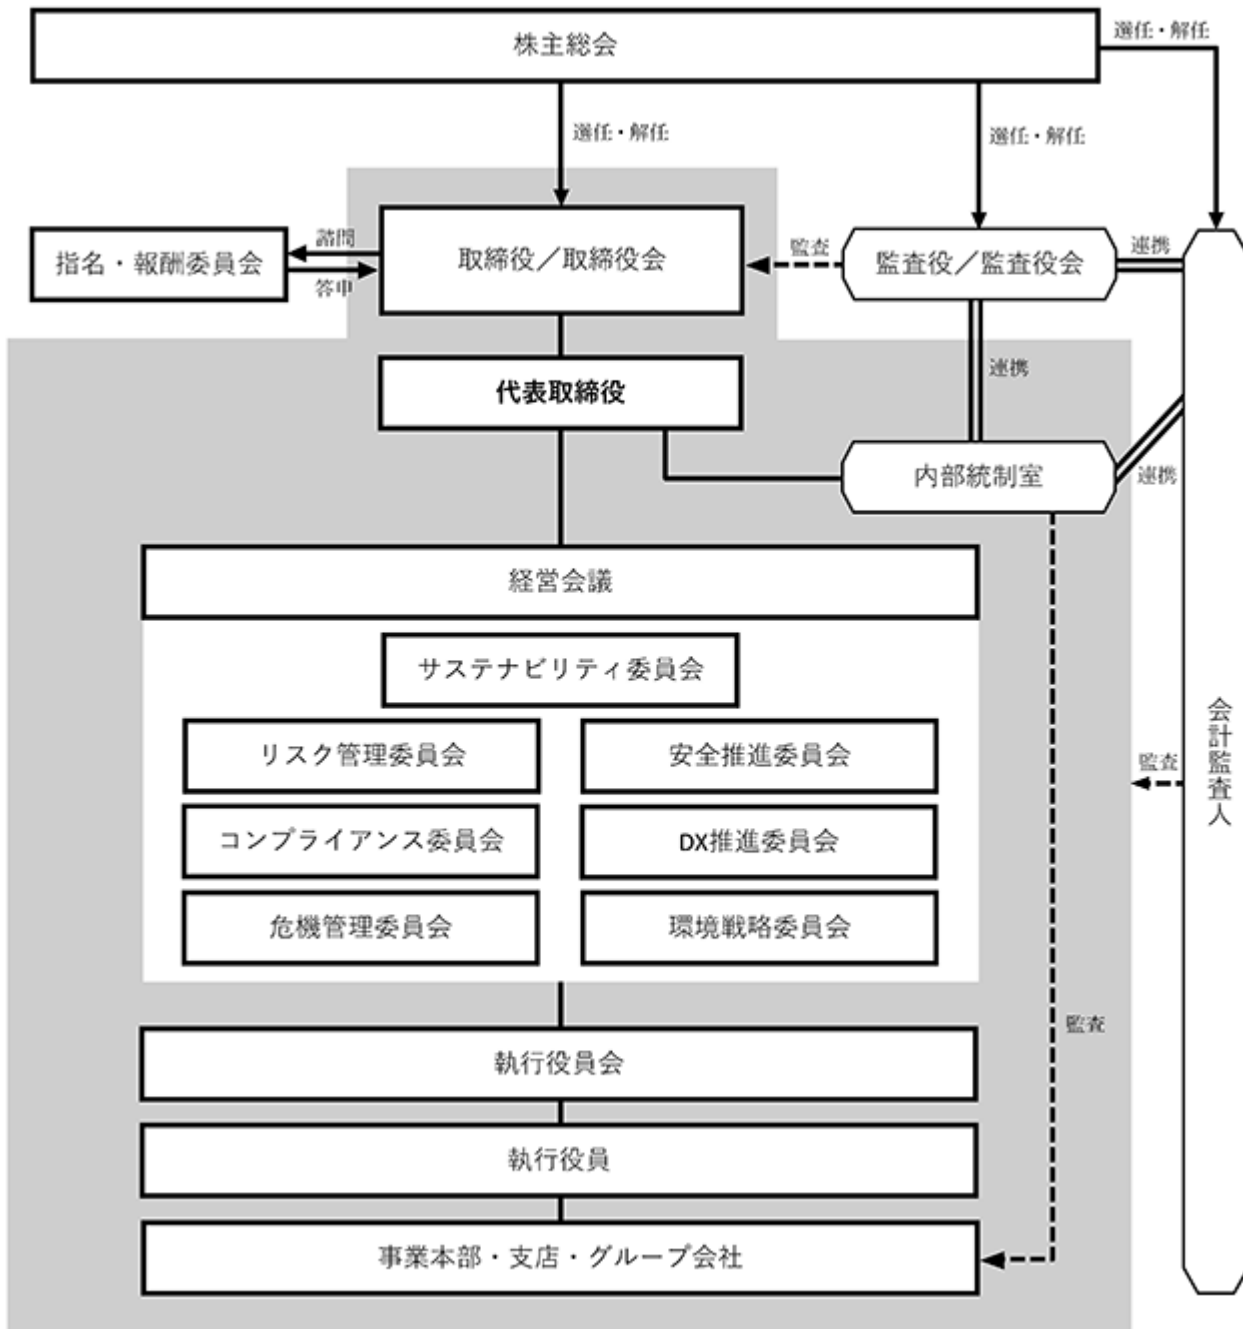 株主総会
選任・解任
選任・解任
選任・解任
指名・報酬委員会
諮問
答申
取締役／取締役会
監査
監査役／監査役会
連携
代表取締役
連携
内部統制室
連携
経営会議
サステナビリティ委員会
リスク管理委員会
安全推進委員会
コンプライアンス委員会
DX推進委員会
危機管理委員会
環境戦略委員会
会計監査人
監査
監査
執行役員会
執行役員
事業本部・支店・グループ会社